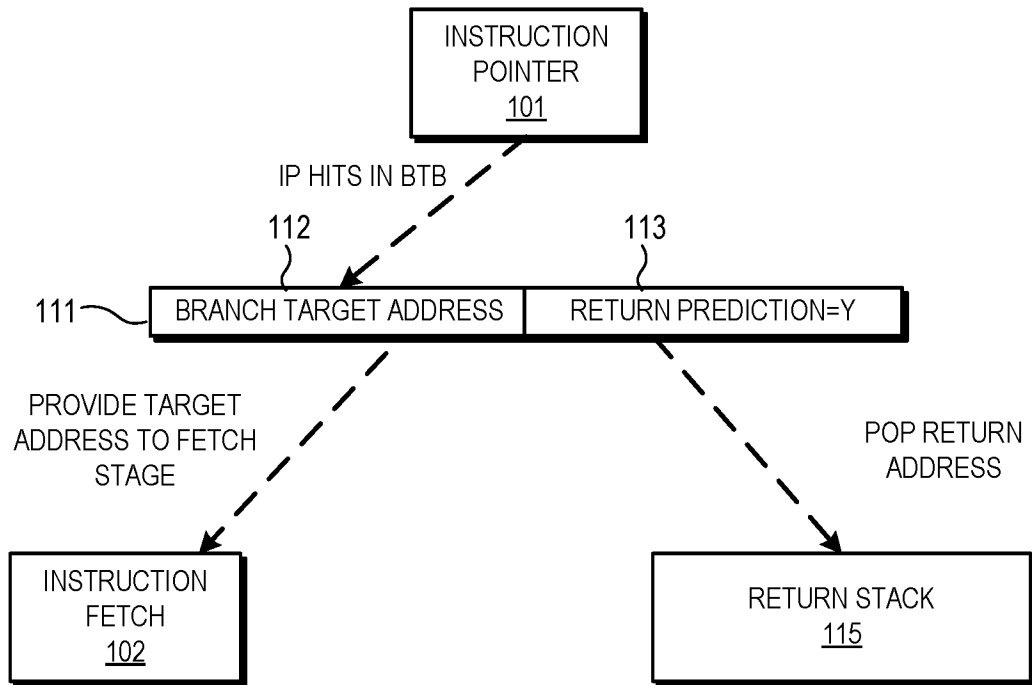 INSTRUCTION
POINTER
101
IP HITS IN BTB
112
113
111
BRANCH TARGET ADDRESS
RETURN PREDICTION=Y
PROVIDE TARGET
ADDRESS TO FETCH
STAGE
POP RETURN
ADDRESS
INSTRUCTION
FETCH
102
RETURN STACK
115